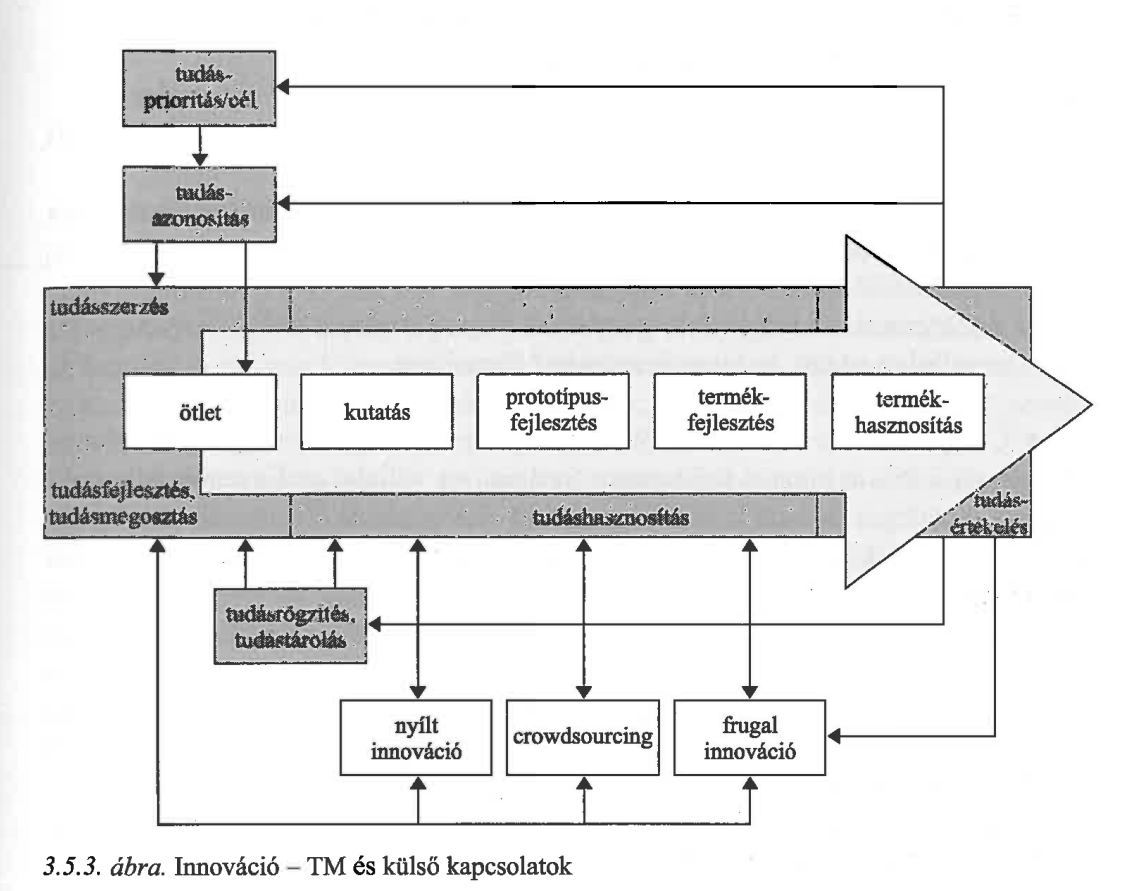 tudás-
prioritás/cél
tudás-
azonosítás
tudásszerzés
ötlet
kutatás
prototípus-
fejlesztés
termék-
fejlesztés
termék-
hasznosítás
tudásfejlesztés,
tudásmegosztás
tudáshasznosítás
tudás-
értékelés
tudásrögzítés,
tudástárolás
nyílt
innováció
crowdsourcing
frugal
innováció
3.5.3. ábra. Innováció – TM és külső kapcsolatok